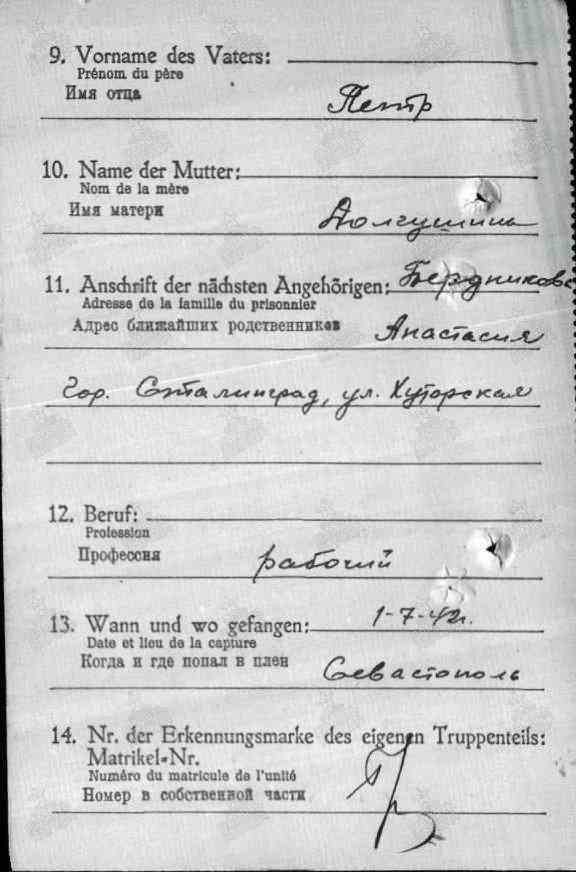 9. Vorname des Vaters:
Prénom du père
Имя отца
Петр
10. Name der Mutter:
Nom de la mère
Имя матери
Долгушина
11. Anschrift der nächsten Angehörigen: Бердникова
Adresse de la famille du prisonnier
Адрес ближайших родственников Анастасия
Гор. Сталинград, ул. Хуторская
12. Beruf:
Profession
Профессия
рабочий
13. Wann und wo gefangen: 1-7-42г.
Date et lieu de la capture
Когда и где попал в плен Севастополь
14. Nr. der Erkennungsmarke des eigenen Truppenteils:
Matrikel-Nr.
Numéro du matricule de l'unité
Номер в собственной части